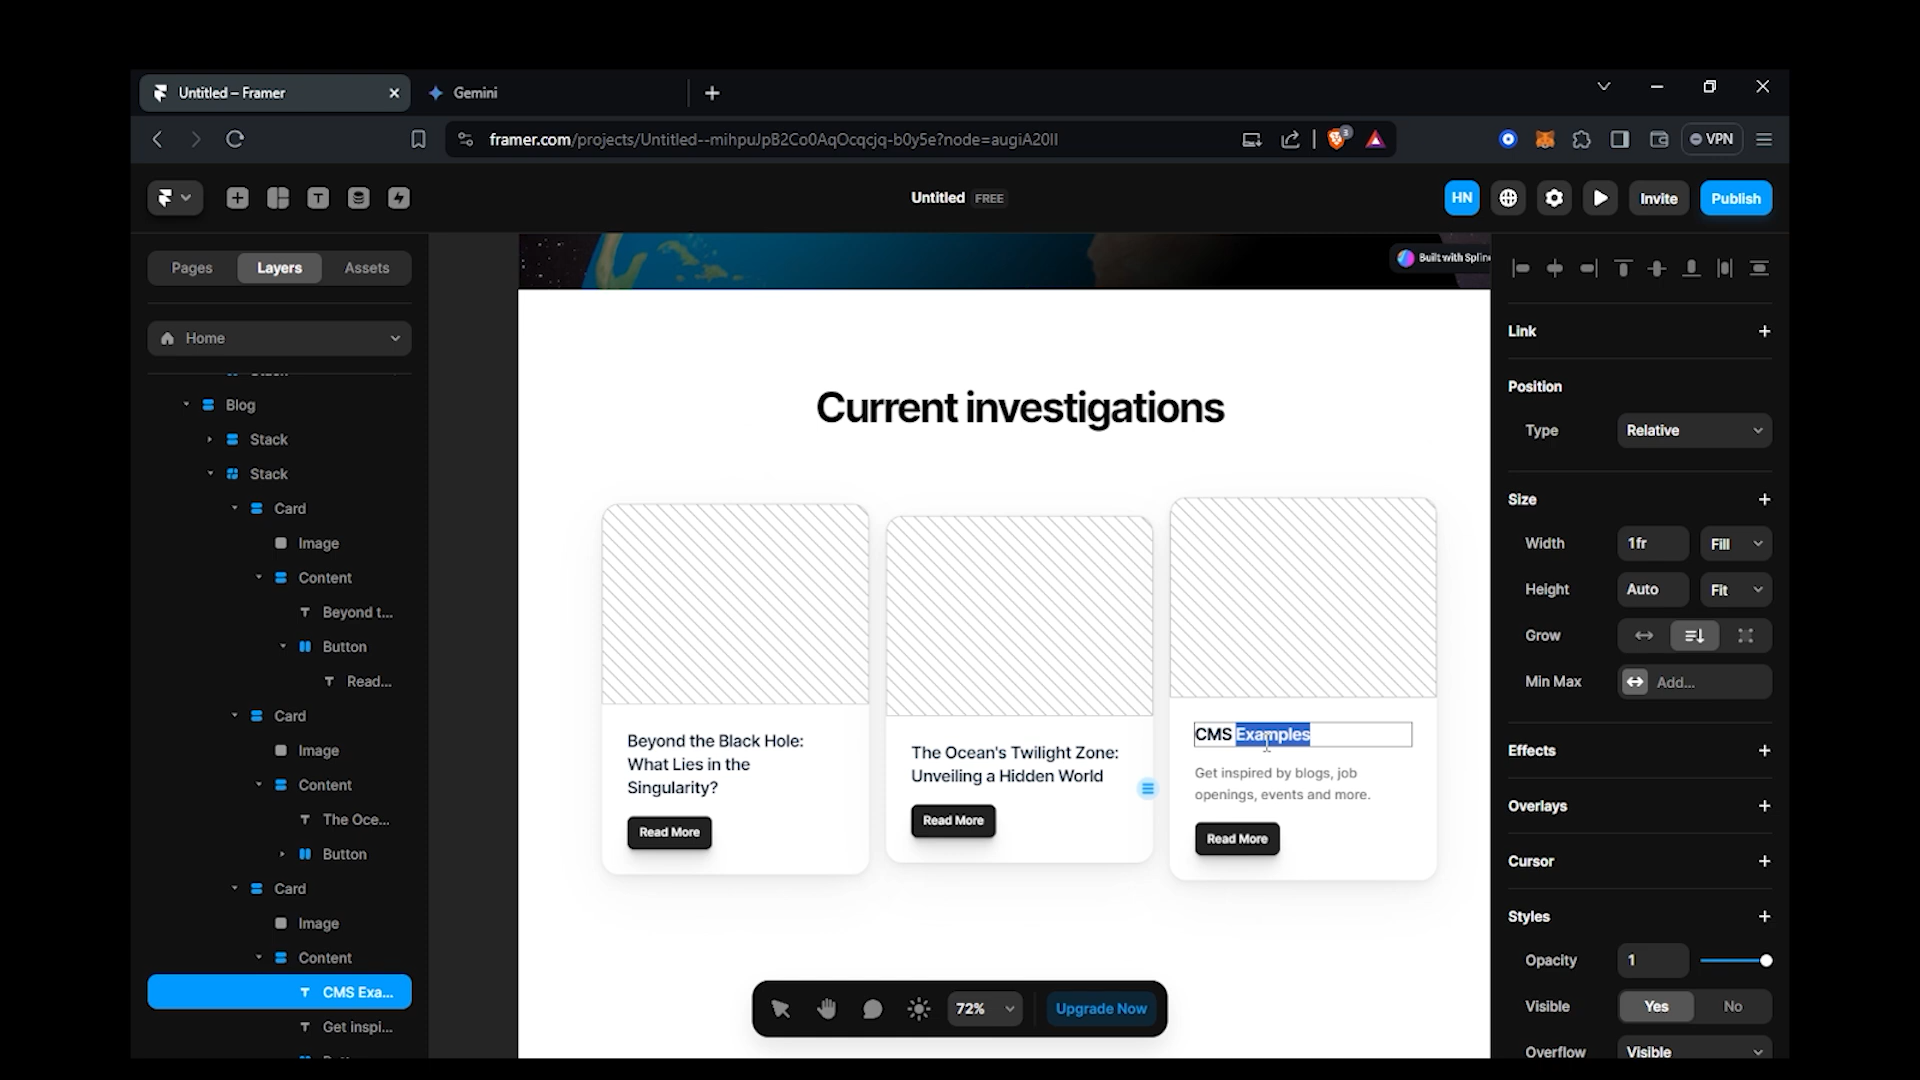 Untitled – Framer
Gemini
framer.com/projects/Untitled--mihpuJpB2Co0AqOcqcjq-b0y5e?node=augiA20Il
3
VPN
Untitled FREE
HN
Invite
Publish
Pages
Layers
Assets
Home
Blog
Stack
Stack
Card
Image
Content
Beyond t...
Button
Read...
Card
Image
Content
The Oce...
Button
Card
Image
Content
CMS Exa...
Get inspi...
Built with Spline
Current investigations
Beyond the Black Hole:
What Lies in the
Singularity?
Read More
The Ocean's Twilight Zone:
Unveiling a Hidden World
Read More
CMS Examples
Get inspired by blogs, job
openings, events and more.
Read More
72%
Upgrade Now
Link
Position
Type
Relative
Size
Width
1fr
Fill
Height
Auto
Fit
Grow
Min Max
Add...
Effects
Overlays
Cursor
Styles
Opacity
1
Visible
Yes
No
Overflow
Visible